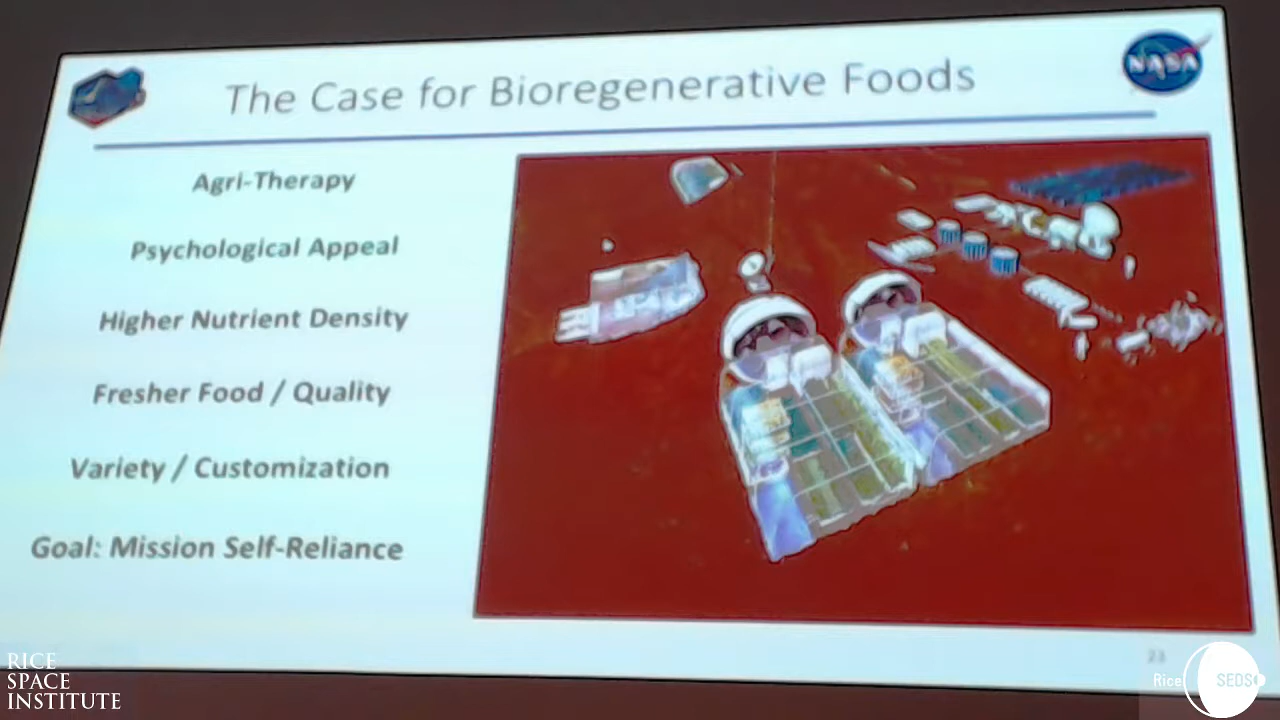 The Case for Bioregenerative Foods
NASA
Agri-Therapy
Psychological Appeal
Higher Nutrient Density
Fresher Food / Quality
Variety / Customization
Goal: Mission Self-Reliance
23
RICE
SPACE
INSTITUTE
Rice SEDS